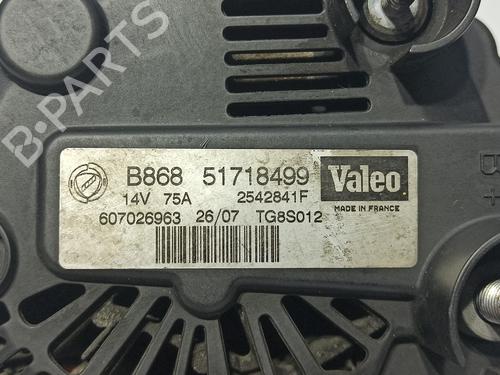 B-PARTS
B868 51718499 Valeo
14V 75A 2542841F
MADE IN FRANCE
607026963 26/07 TG8S012
B+